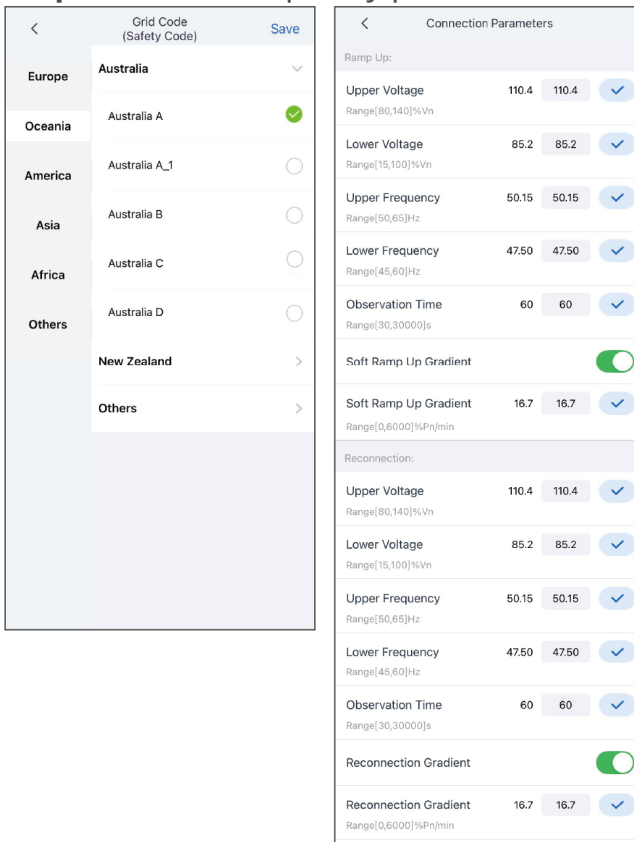 Grid Code
(Safety Code)
Save
Europe
Oceania
America
Asia
Africa
Others
Australia
Australia A
Australia A_1
Australia B
Australia C
Australia D
New Zealand
Others
Connection Parameters
Ramp Up:
Upper Voltage 110.4 110.4
Range[80,140]%Vn
Lower Voltage 85.2 85.2
Range[15,100]%Vn
Upper Frequency 50.15 50.15
Range[50,65]Hz
Lower Frequency 47.50 47.50
Range[45,60]Hz
Observation Time 60 60
Range[30,30000]s
Soft Ramp Up Gradient
Soft Ramp Up Gradient 16.7 16.7
Range[0,6000]%Pn/min
Reconnection:
Upper Voltage 110.4 110.4
Range[80,140]%Vn
Lower Voltage 85.2 85.2
Range[15,100]%Vn
Upper Frequency 50.15 50.15
Range[50,65]Hz
Lower Frequency 47.50 47.50
Range[45,60]Hz
Observation Time 60 60
Range[30,30000]s
Reconnection Gradient
Reconnection Gradient 16.7 16.7
Range[0,6000]%Pn/min